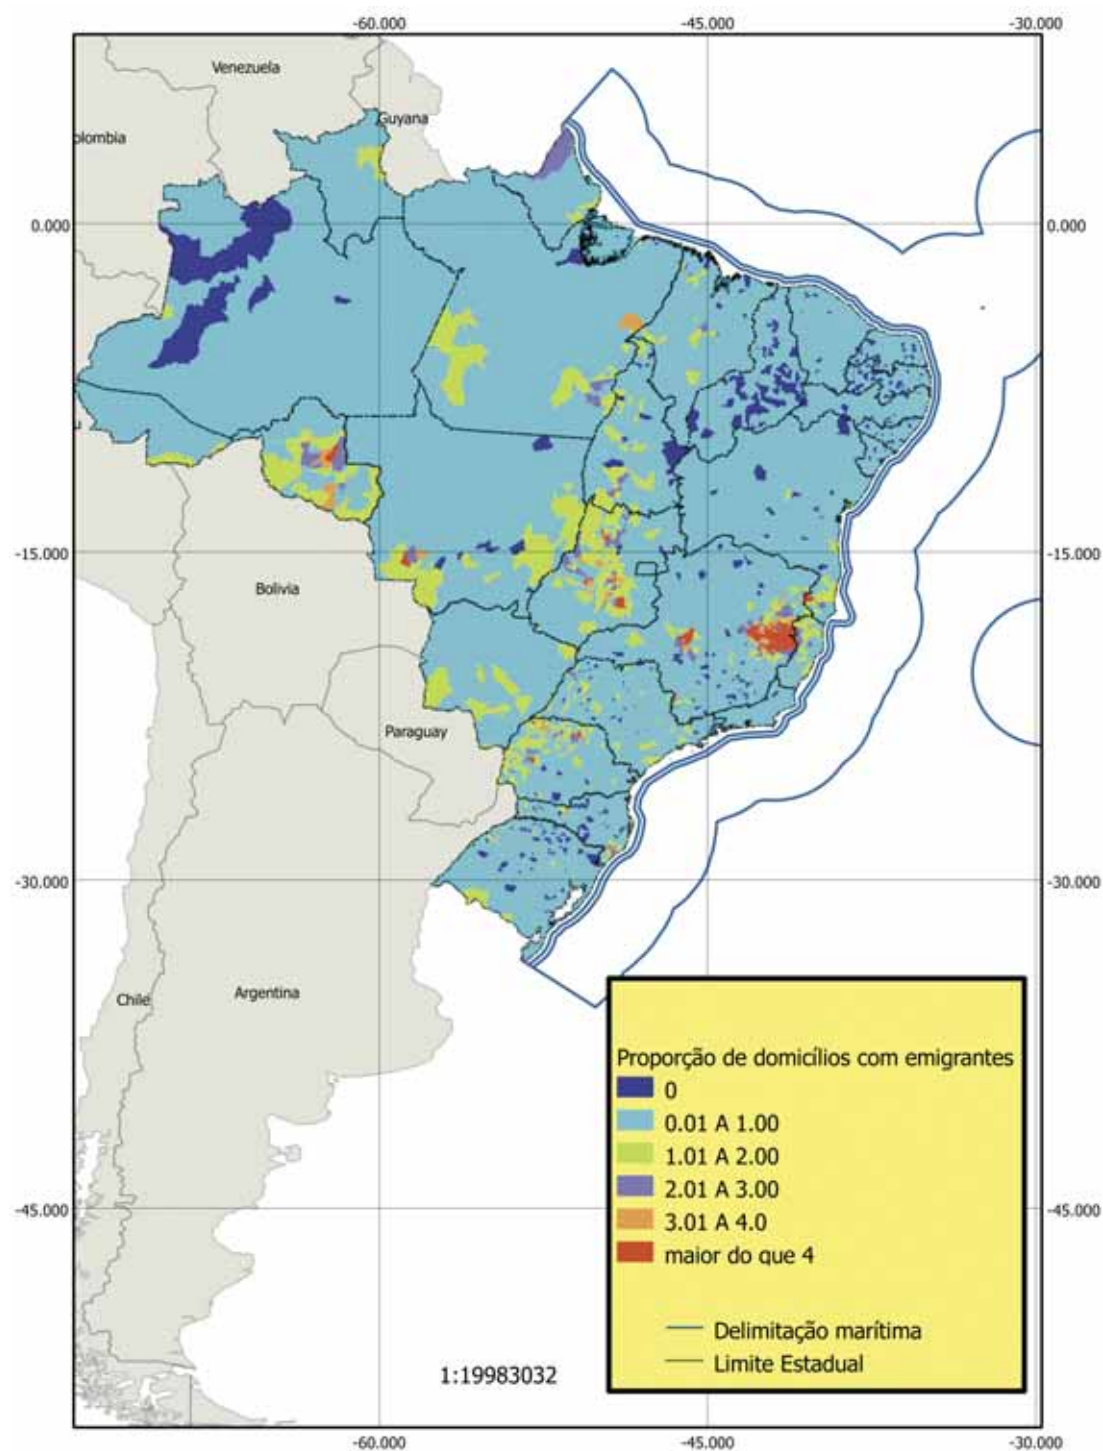 -60.000 -45.000 -30.000
Venezuela
Guyana
olombia
0.000 0.000
-15.000 -15.000
Bolivia
Paraguay
-30.000 -30.000
Chile
Argentina
Proporção de domicílios com emigrantes
0
0.01 A 1.00
1.01 A 2.00
2.01 A 3.00
-45.000 -45.000
3.01 A 4.0
maior do que 4
Delimitação marítima
Limite Estadual
1:19983032
-60.000 -45.000 -30.000